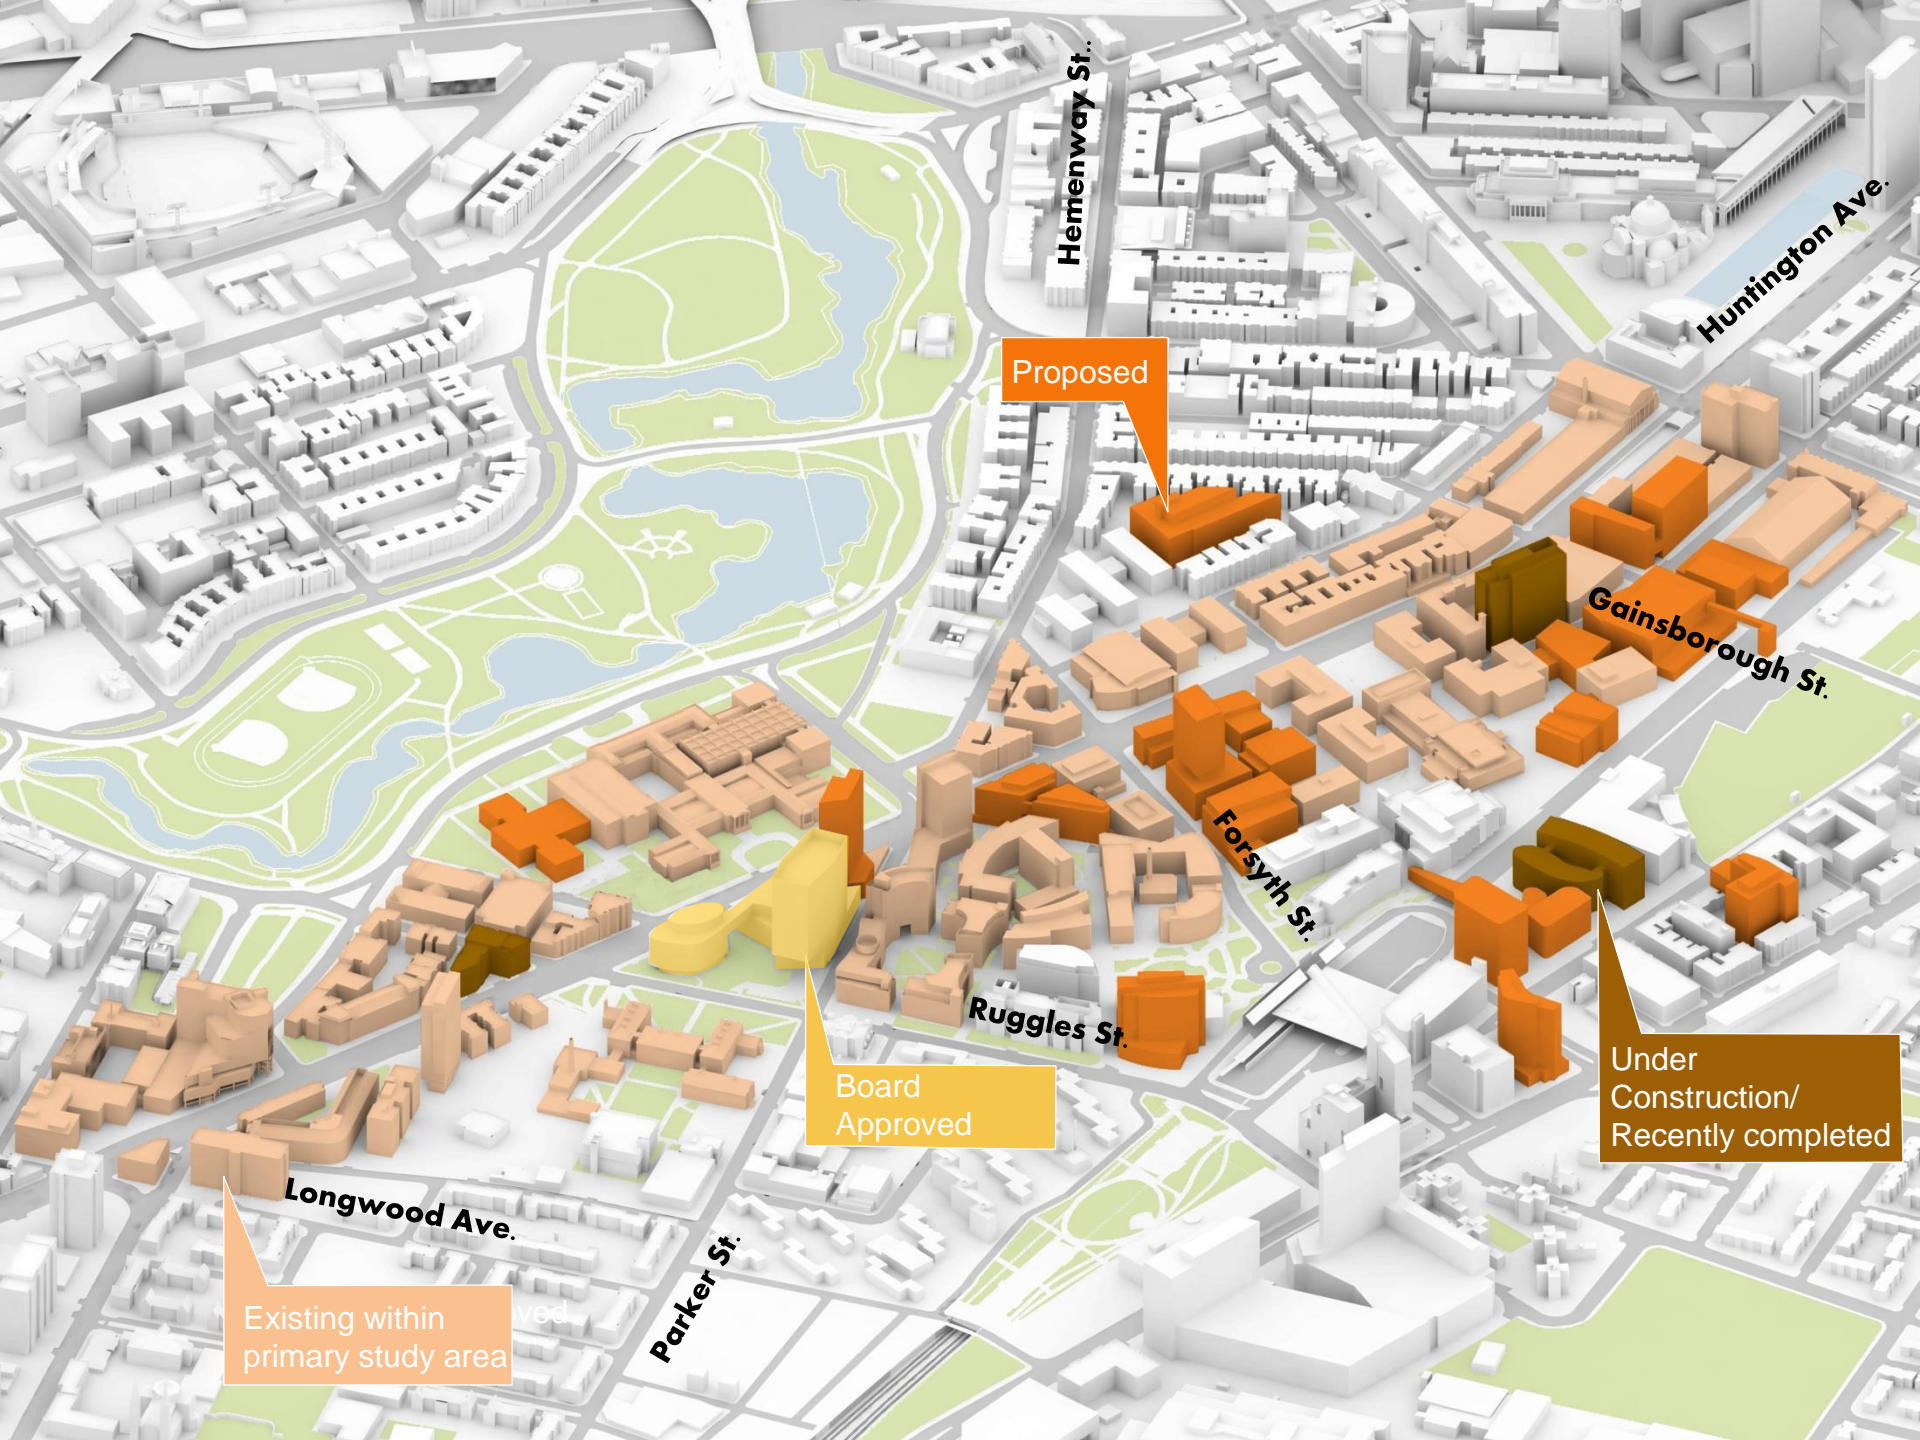 Hemenway St..
Huntington Ave.
Proposed
Gainsborough St.
Forsyth St.
Ruggles St.
Under
Construction/
Recently completed
Board
Approved
Longwood Ave.
Parker St.
Existing within
primary study area